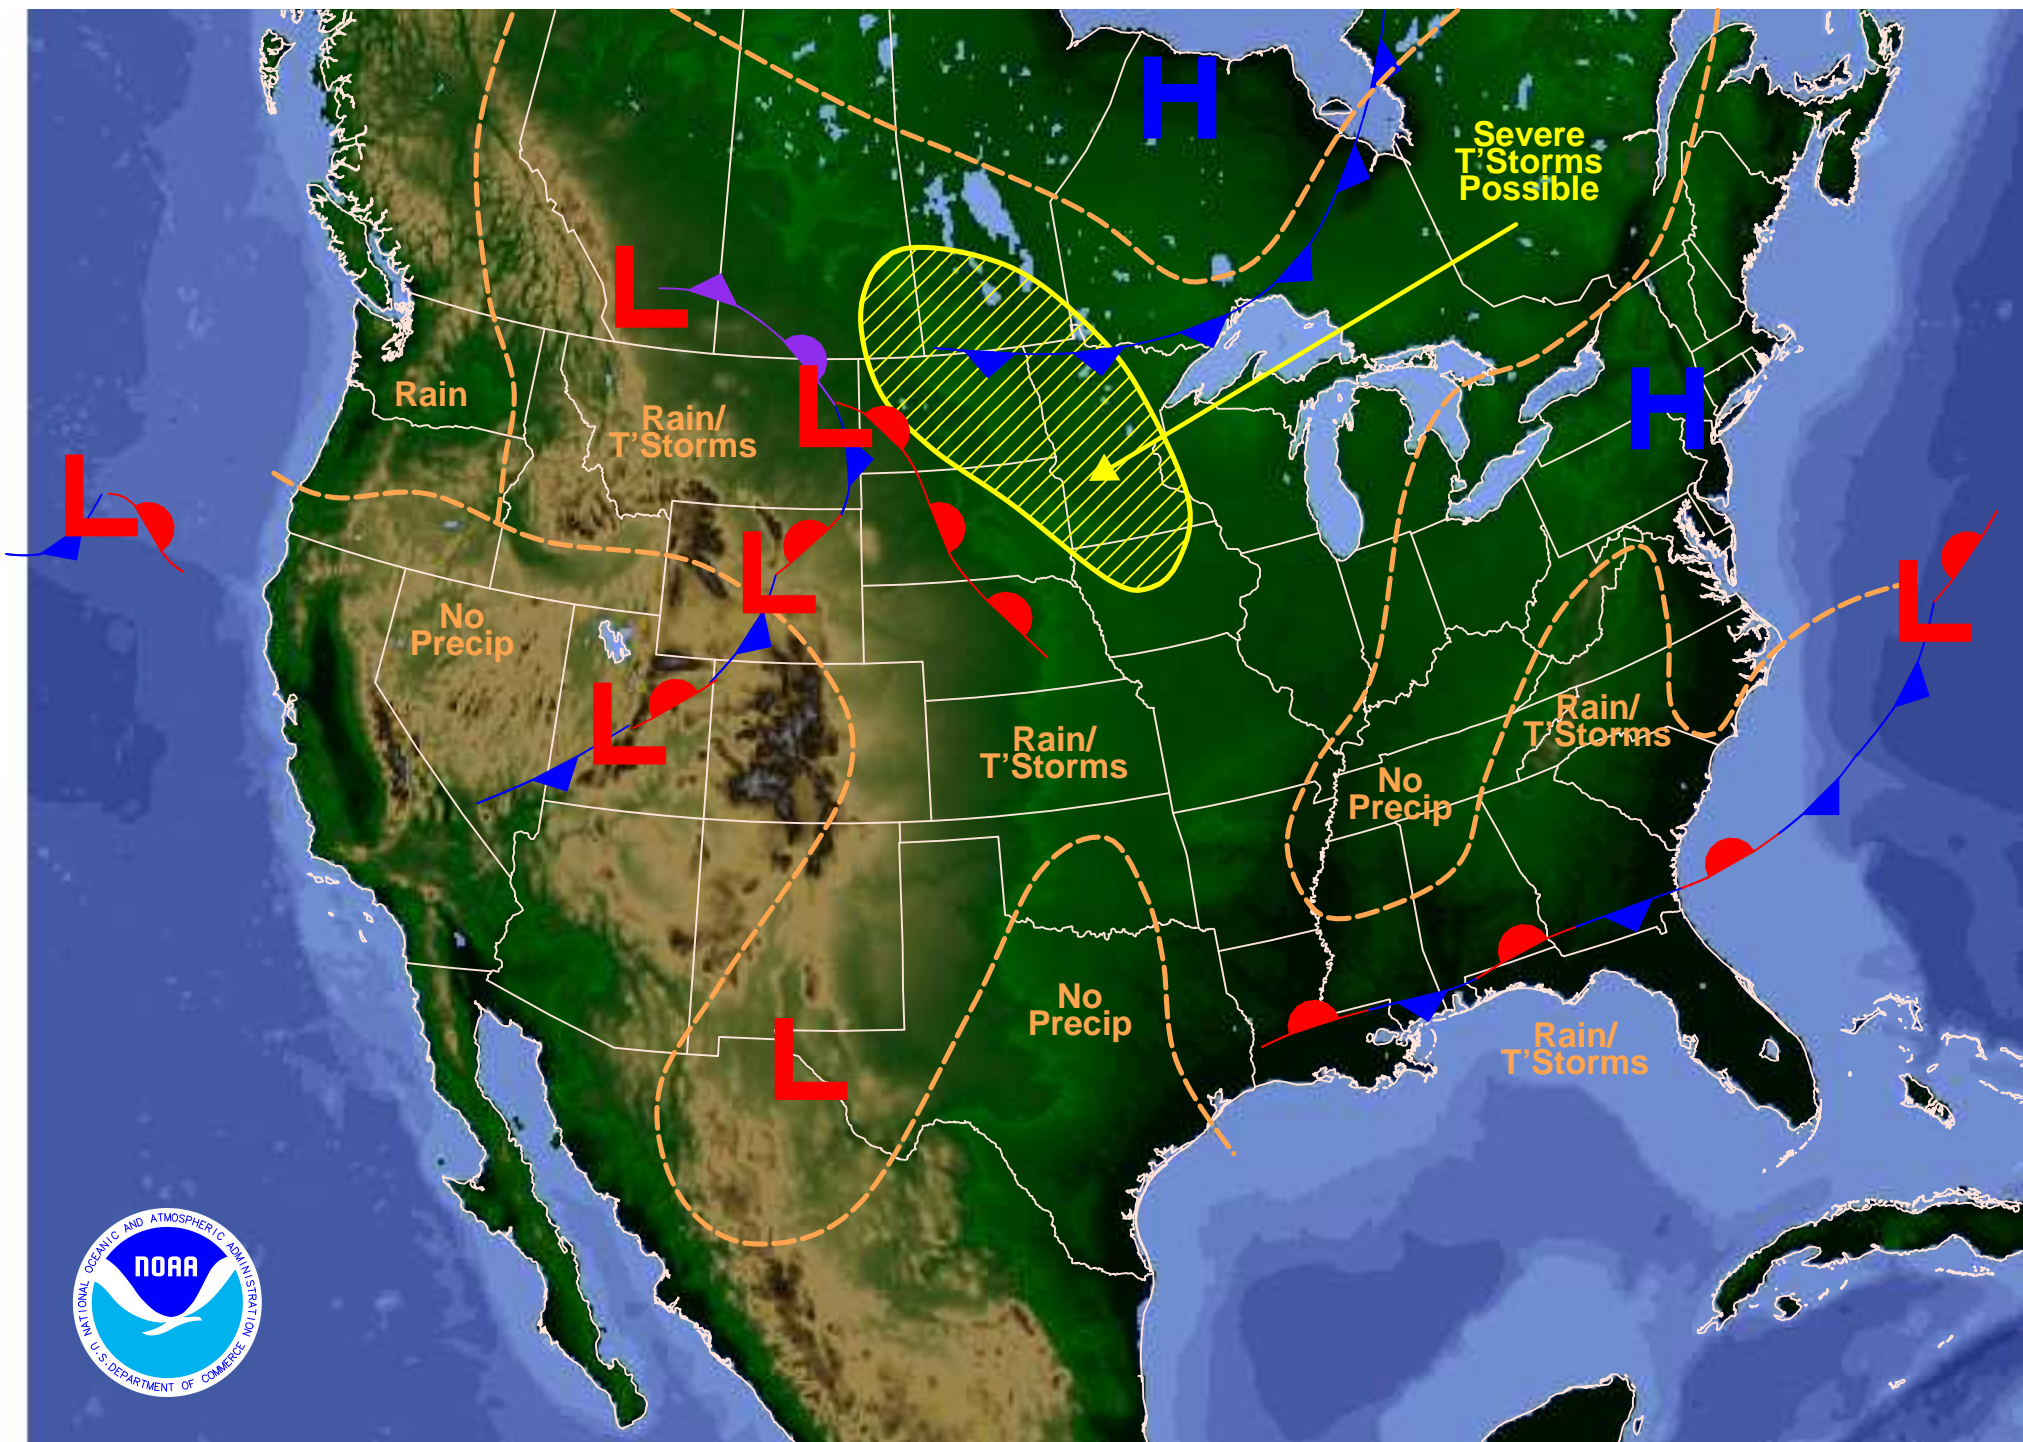 H
Severe
T'Storms
Possible
L
Rain
Rain/
T'Storms
L
H
L
L
L
No
Precip
L
Rain/
T'Storms
Rain/
T'Storms
No
Precip
No
Precip
L
Rain/
T'Storms
NATIONAL OCEANIC AND ATMOSPHERIC ADMINISTRATION
NOAA
U.S. DEPARTMENT OF COMMERCE